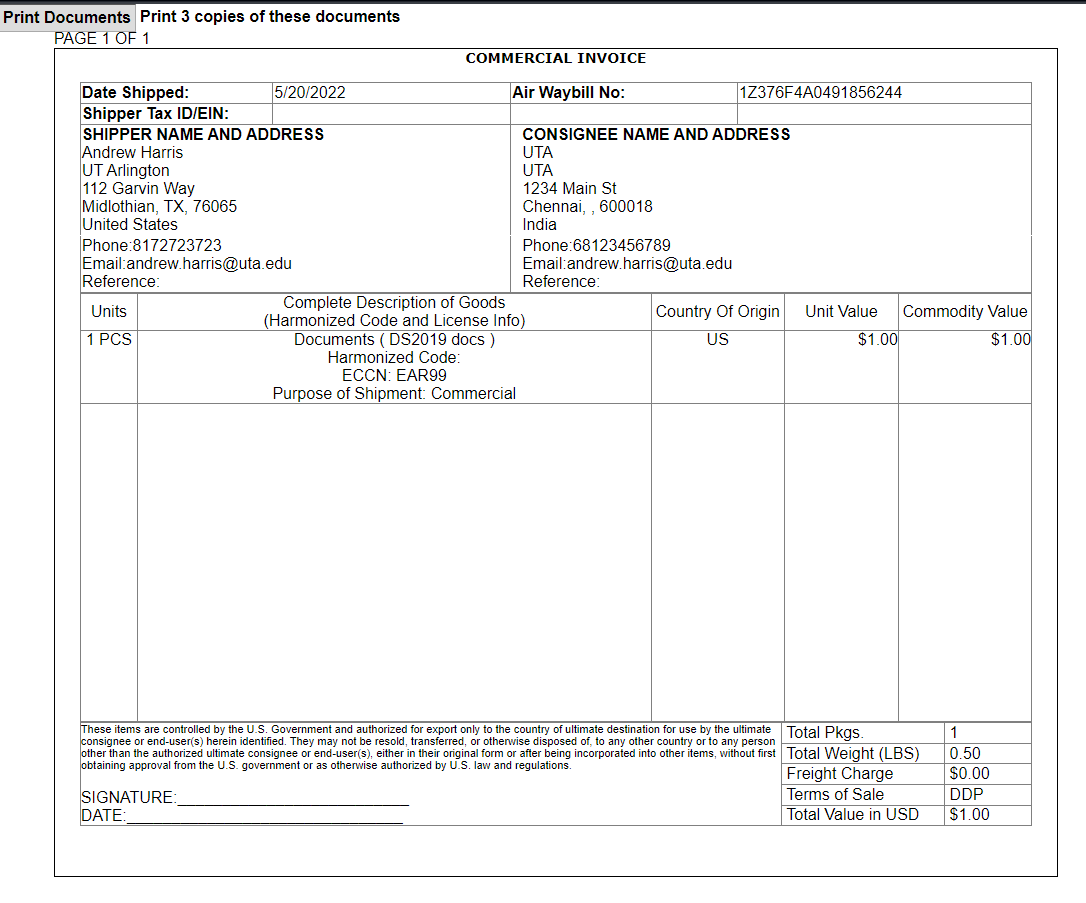 Print Documents Print 3 copies of these documents
PAGE 1 OF 1
COMMERCIAL INVOICE
Date Shipped: 5/20/2022 Air Waybill No: 1Z376F4A0491856244
Shipper Tax ID/EIN:
SHIPPER NAME AND ADDRESS
Andrew Harris
UT Arlington
112 Garvin Way
Midlothian, TX, 76065
United States
Phone:8172723723
Email:andrew.harris@uta.edu
Reference:
CONSIGNEE NAME AND ADDRESS
UTA
UTA
1234 Main St
Chennai, , 600018
India
Phone:68123456789
Email:andrew.harris@uta.edu
Reference:
Units
Complete Description of Goods
(Harmonized Code and License Info)
Country Of Origin
Unit Value
Commodity Value
1 PCS
Documents ( DS2019 docs )
Harmonized Code:
ECCN: EAR99
Purpose of Shipment: Commercial
US
$1.00
$1.00
These items are controlled by the U.S. Government and authorized for export only to the country of ultimate destination for use by the ultimate
consignee or end-user(s) herein identified. They may not be resold, transferred, or otherwise disposed of, to any other country or to any person
other than the authorized ultimate consignee or end-user(s), either in their original form or after being incorporated into other items, without first
obtaining approval from the U.S. government or as otherwise authorized by U.S. law and regulations.
SIGNATURE:
DATE:
Total Pkgs. 1
Total Weight (LBS) 0.50
Freight Charge $0.00
Terms of Sale DDP
Total Value in USD $1.00